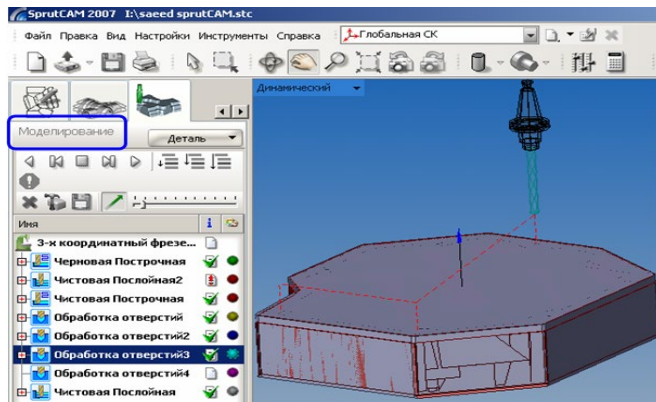 SprutCAM 2007 I:\saeed sprutCAM.stc
Файл Правка Вид Настройки Инструменты Справка Глобальная СК
Динамический
Моделирование
Деталь
Имя
3-х координатный фрезе...
Черновая Построчная
Чистовая Послойная2
Чистовая Построчная
Обработка отверстий
Обработка отверстий2
Обработка отверстий3
Обработка отверстий4
Чистовая Послойная